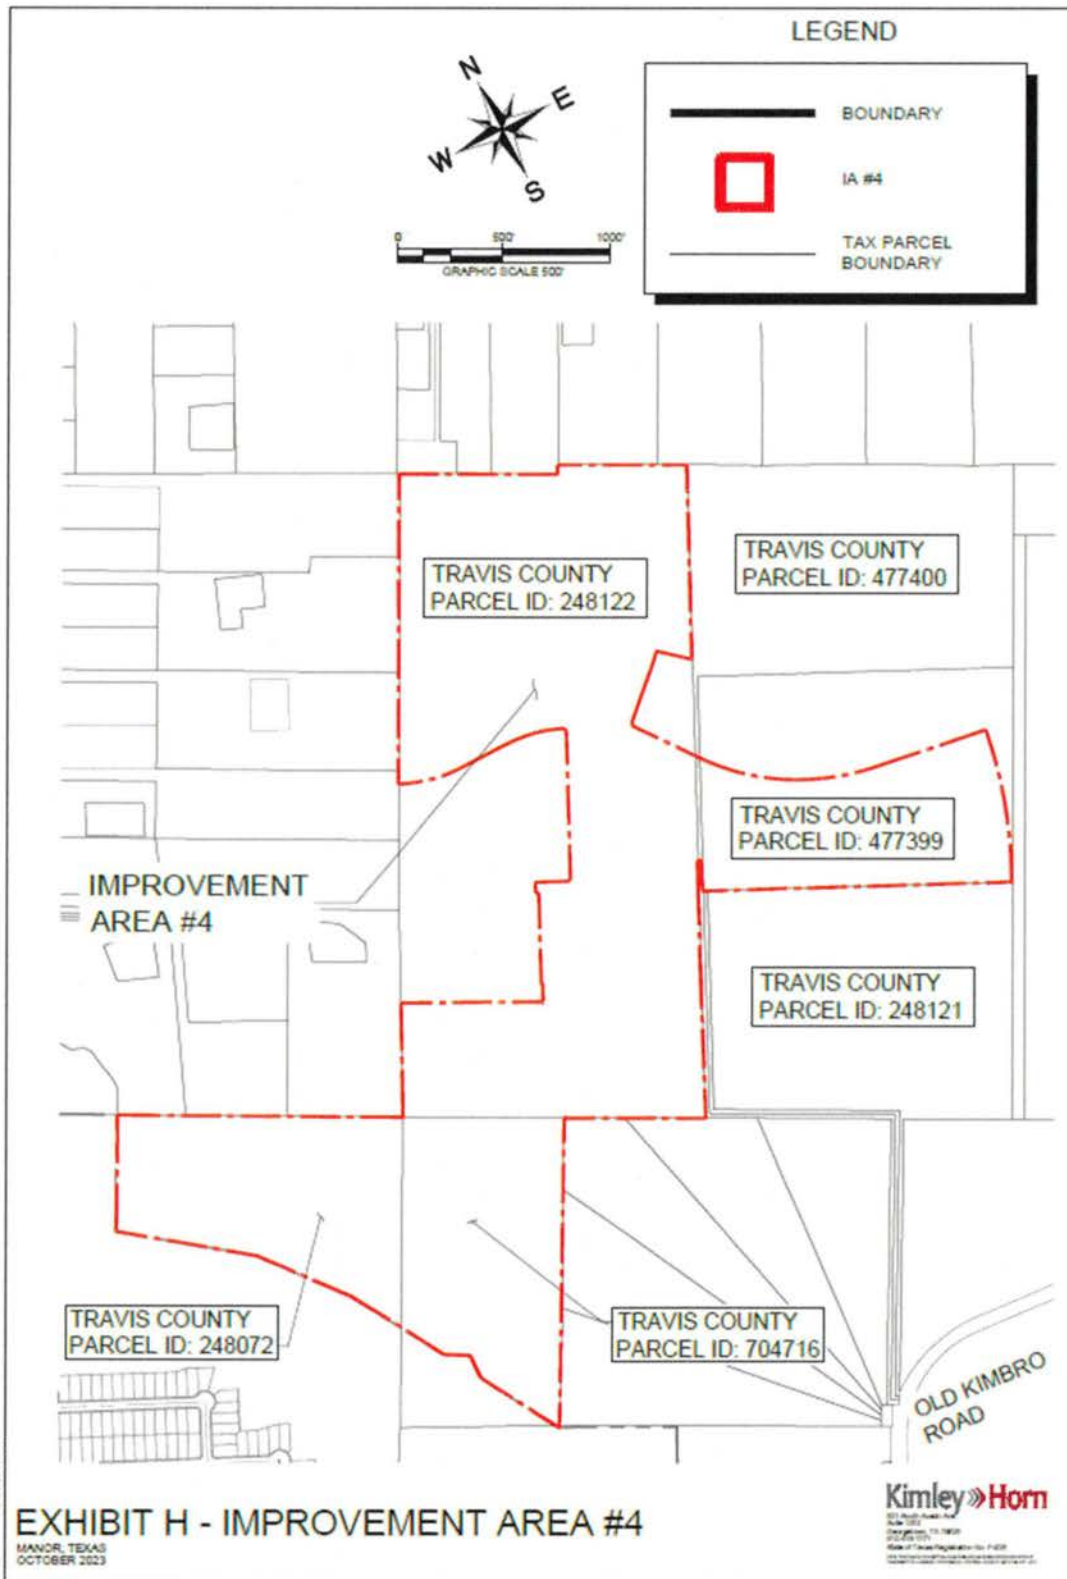 LEGEND
N
E
W
S
BOUNDARY
IA #4
TAX PARCEL
BOUNDARY
0 500' 1000'
GRAPHIC SCALE 500'
TRAVIS COUNTY
PARCEL ID: 248122
TRAVIS COUNTY
PARCEL ID: 477400
TRAVIS COUNTY
PARCEL ID: 477399
IMPROVEMENT
AREA #4
TRAVIS COUNTY
PARCEL ID: 248121
TRAVIS COUNTY
PARCEL ID: 248072
TRAVIS COUNTY
PARCEL ID: 704716
OLD KIMBRO
ROAD
EXHIBIT H - IMPROVEMENT AREA #4
MANOR, TEXAS
OCTOBER 2023
Kimley»Horn